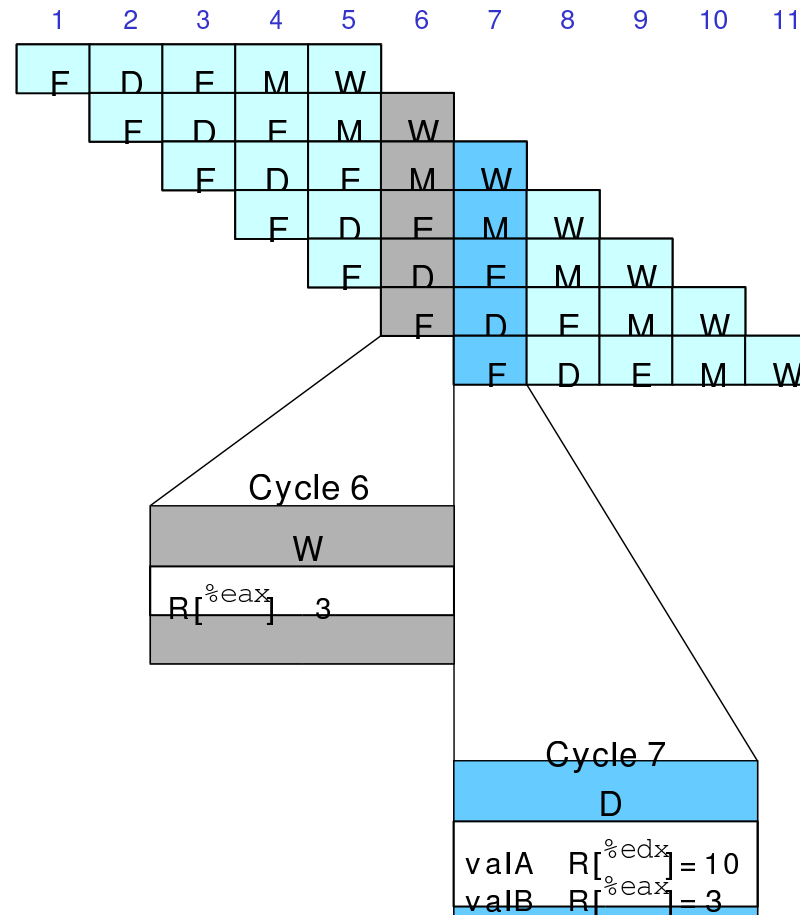 1 2 3 4 5 6 7 8 9 10 11
F D E M W
F D E M W
F D E M W
F D E M W
F D E M W
F D E M W
F D E M W
Cycle 6
W
R[%eax] 3
Cycle 7
D
valA R[%edx] = 10
valB R[%eax] = 3